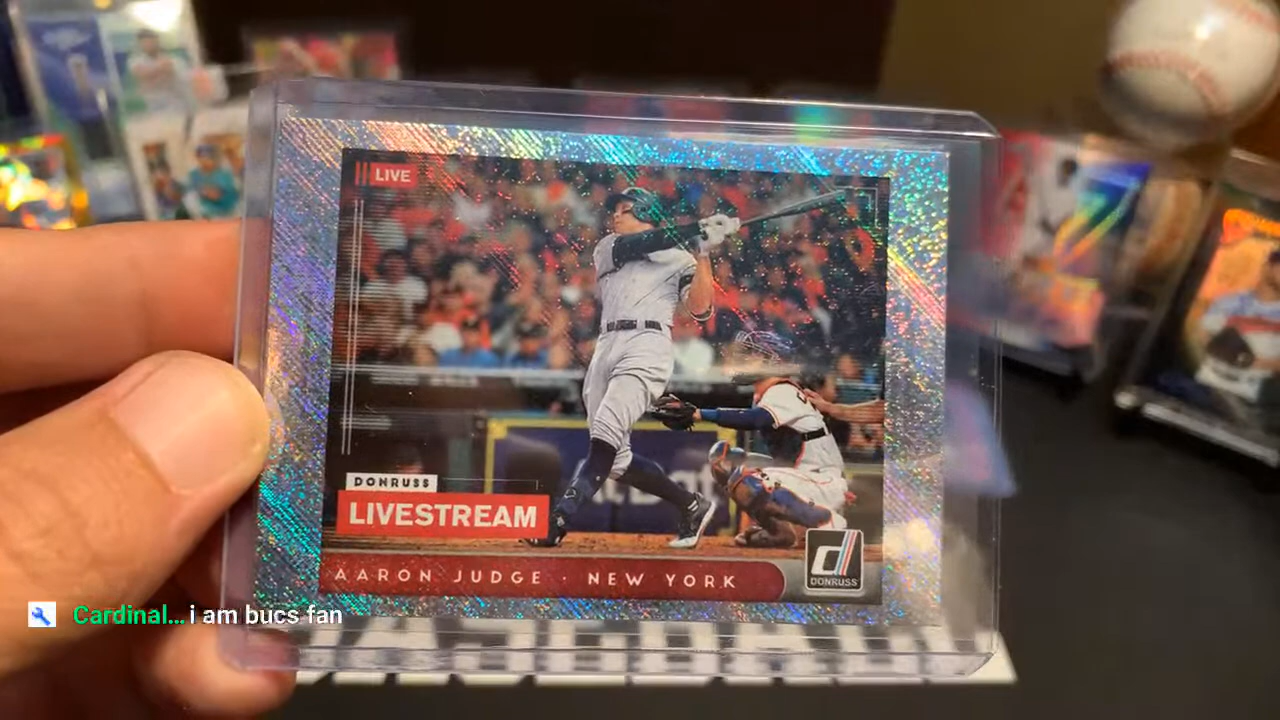 LIVE
DONRUSS
LIVESTREAM
AARON JUDGE · NEW YORK
DONRUSS
Cardinal... i am bucs fan